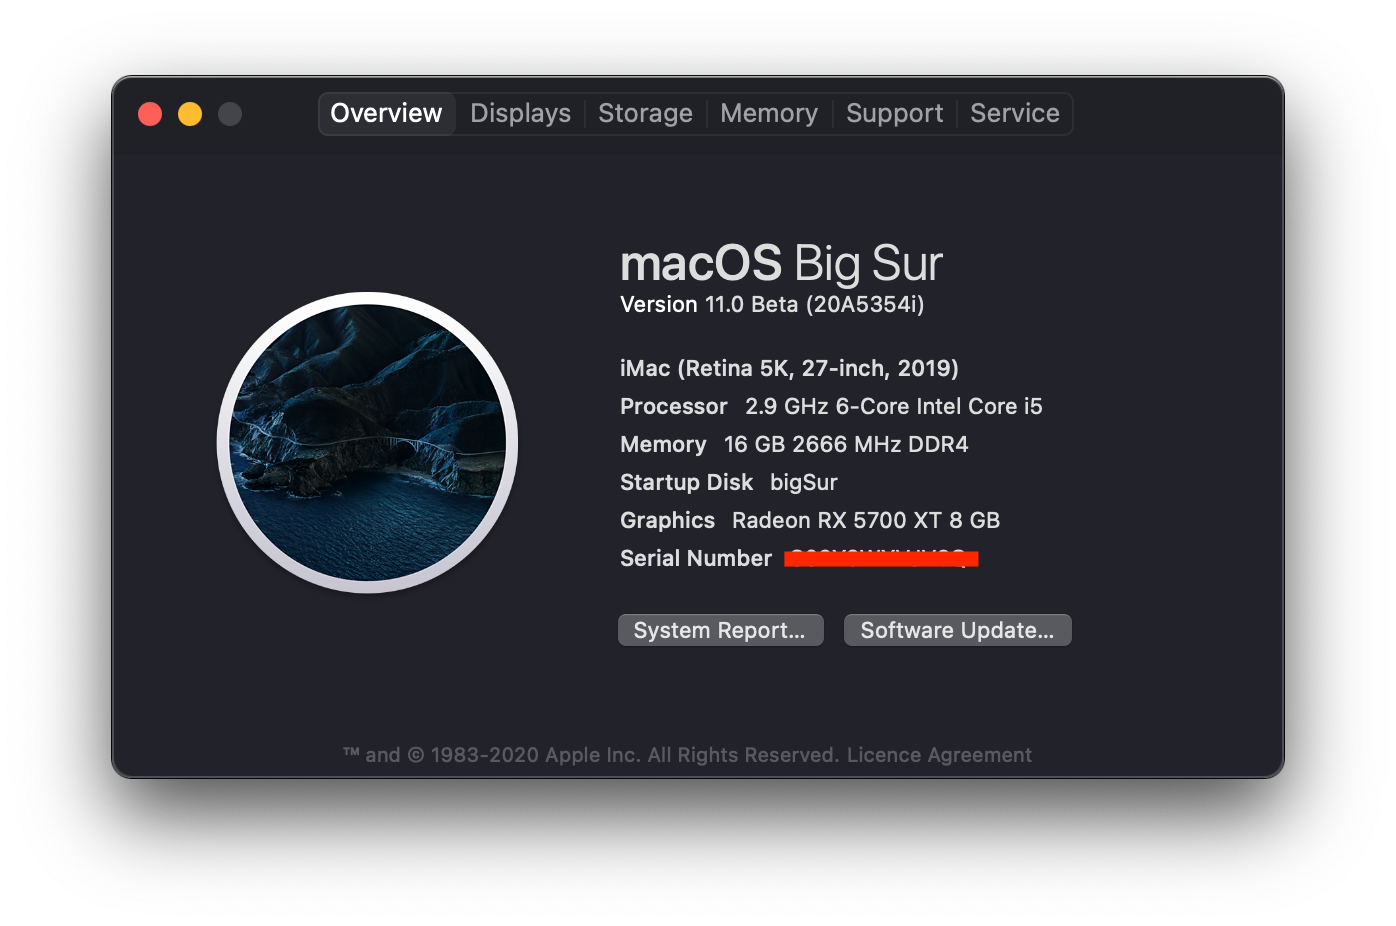 Overview Displays Storage Memory Support Service
macOS Big Sur
Version 11.0 Beta (20A5354i)
iMac (Retina 5K, 27-inch, 2019)
Processor 2.9 GHz 6-Core Intel Core i5
Memory 16 GB 2666 MHz DDR4
Startup Disk bigSur
Graphics Radeon RX 5700 XT 8 GB
Serial Number
System Report... Software Update...
™ and © 1983-2020 Apple Inc. All Rights Reserved. Licence Agreement